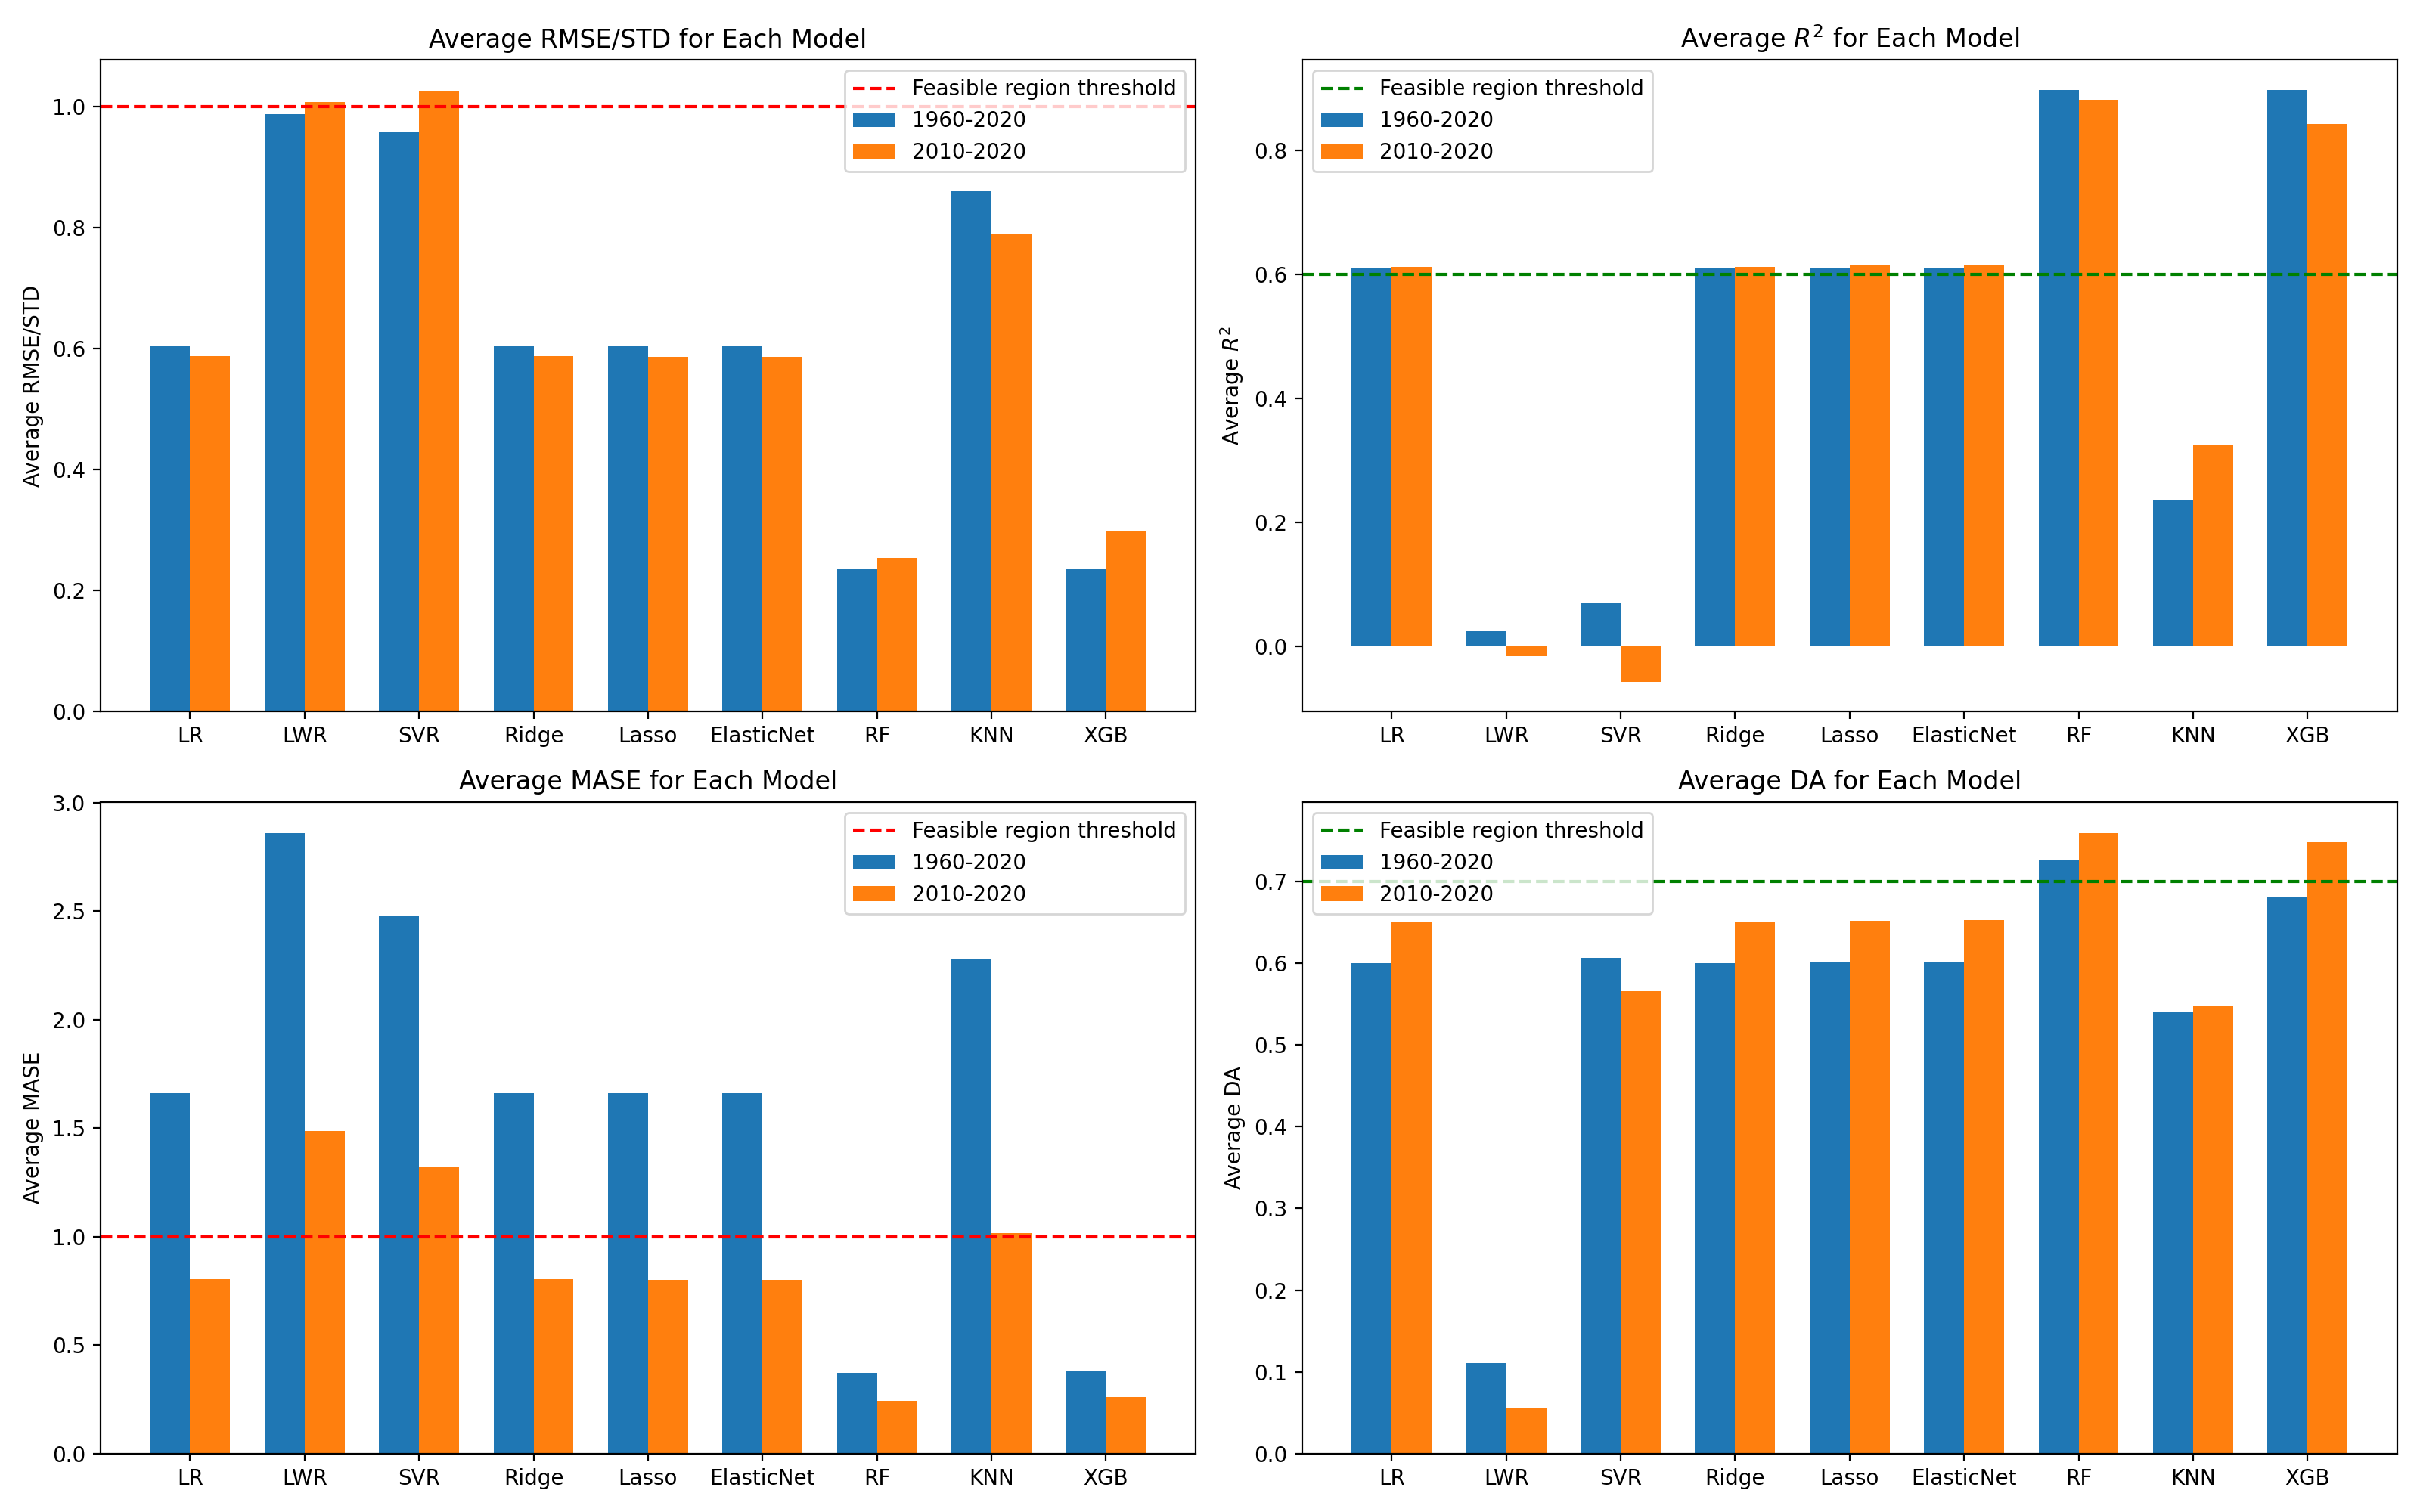 Average RMSE/STD for Each Model
Average RMSE/STD
1.0
0.8
0.6
0.4
0.2
0.0
Feasible region threshold
1960-2020
2010-2020
LR LWR SVR Ridge Lasso ElasticNet RF KNN XGB
Average R² for Each Model
Average R²
0.8
0.6
0.4
0.2
0.0
Feasible region threshold
1960-2020
2010-2020
LR LWR SVR Ridge Lasso ElasticNet RF KNN XGB
Average MASE for Each Model
Average MASE
3.0
2.5
2.0
1.5
1.0
0.5
0.0
Feasible region threshold
1960-2020
2010-2020
LR LWR SVR Ridge Lasso ElasticNet RF KNN XGB
Average DA for Each Model
Average DA
0.7
0.6
0.5
0.4
0.3
0.2
0.1
0.0
Feasible region threshold
1960-2020
2010-2020
LR LWR SVR Ridge Lasso ElasticNet RF KNN XGB